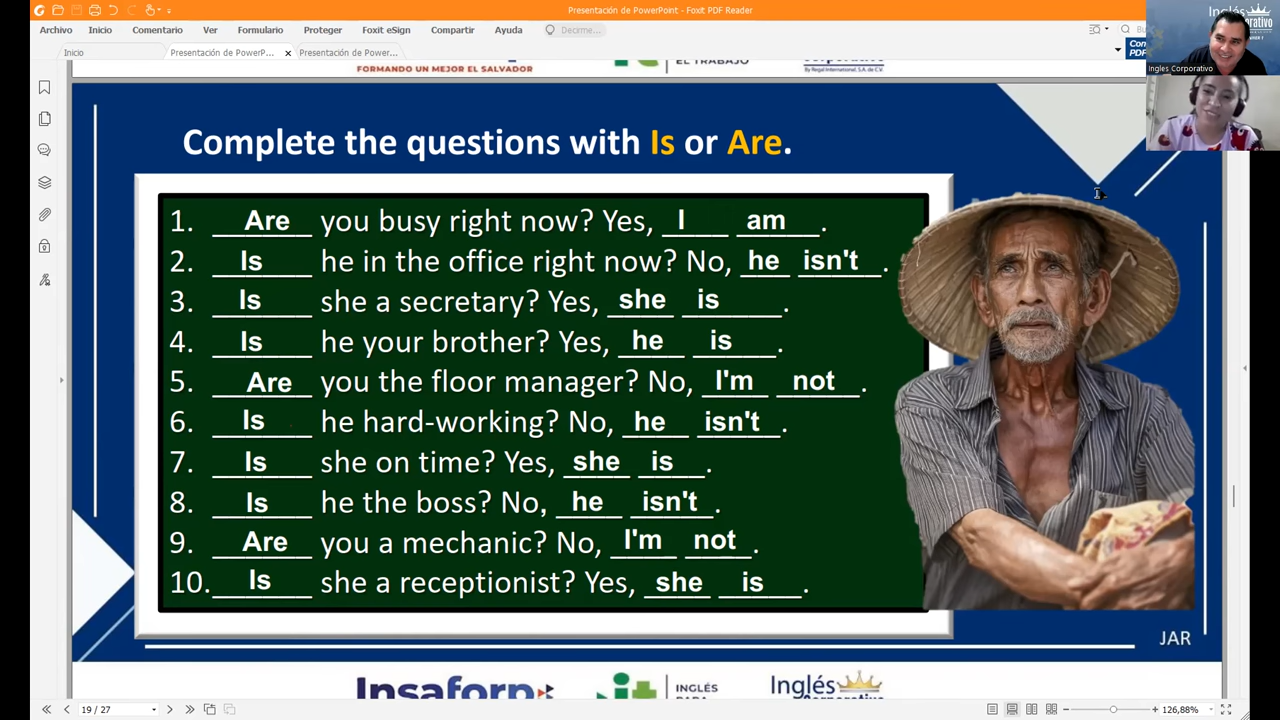 Presentación de PowerPoint - Foxit PDF Reader
Archivo Inicio Comentario Ver Formulario Proteger Foxit eSign Compartir Ayuda Decirme...
Inicio Presentación de PowerP... × Presentación de PowerPo...
Ingles Corporativo
FORMANDO UN MEJOR EL SALVADOR
EL TRABAJO
By Regal International, S.A. de C.V.
Complete the questions with Is or Are.
1. Are you busy right now? Yes, I am.
2. Is he in the office right now? No, he isn't.
3. Is she a secretary? Yes, she is.
4. Is he your brother? Yes, he is.
5. Are you the floor manager? No, I'm not.
6. Is he hard-working? No, he isn't.
7. Is she on time? Yes, she is.
8. Is he the boss? No, he isn't.
9. Are you a mechanic? No, I'm not.
10. Is she a receptionist? Yes, she is.
JAR
Insaforp
INGLÉS
Inglés
19 / 27
126,88%